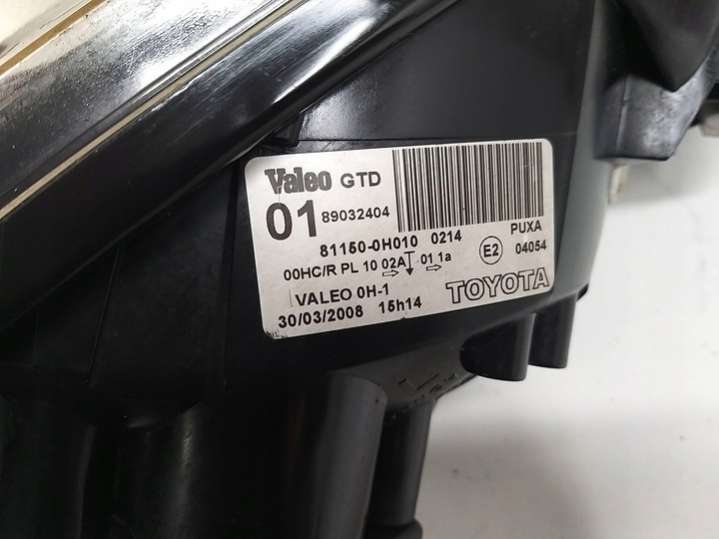 Valeo GTD
01 89032404
81150-0H010 0214 PUXA
00HC/R PL 10 02A 01 1a E2 04054
VALEO 0H-1 TOYOTA
30/03/2008 15h14